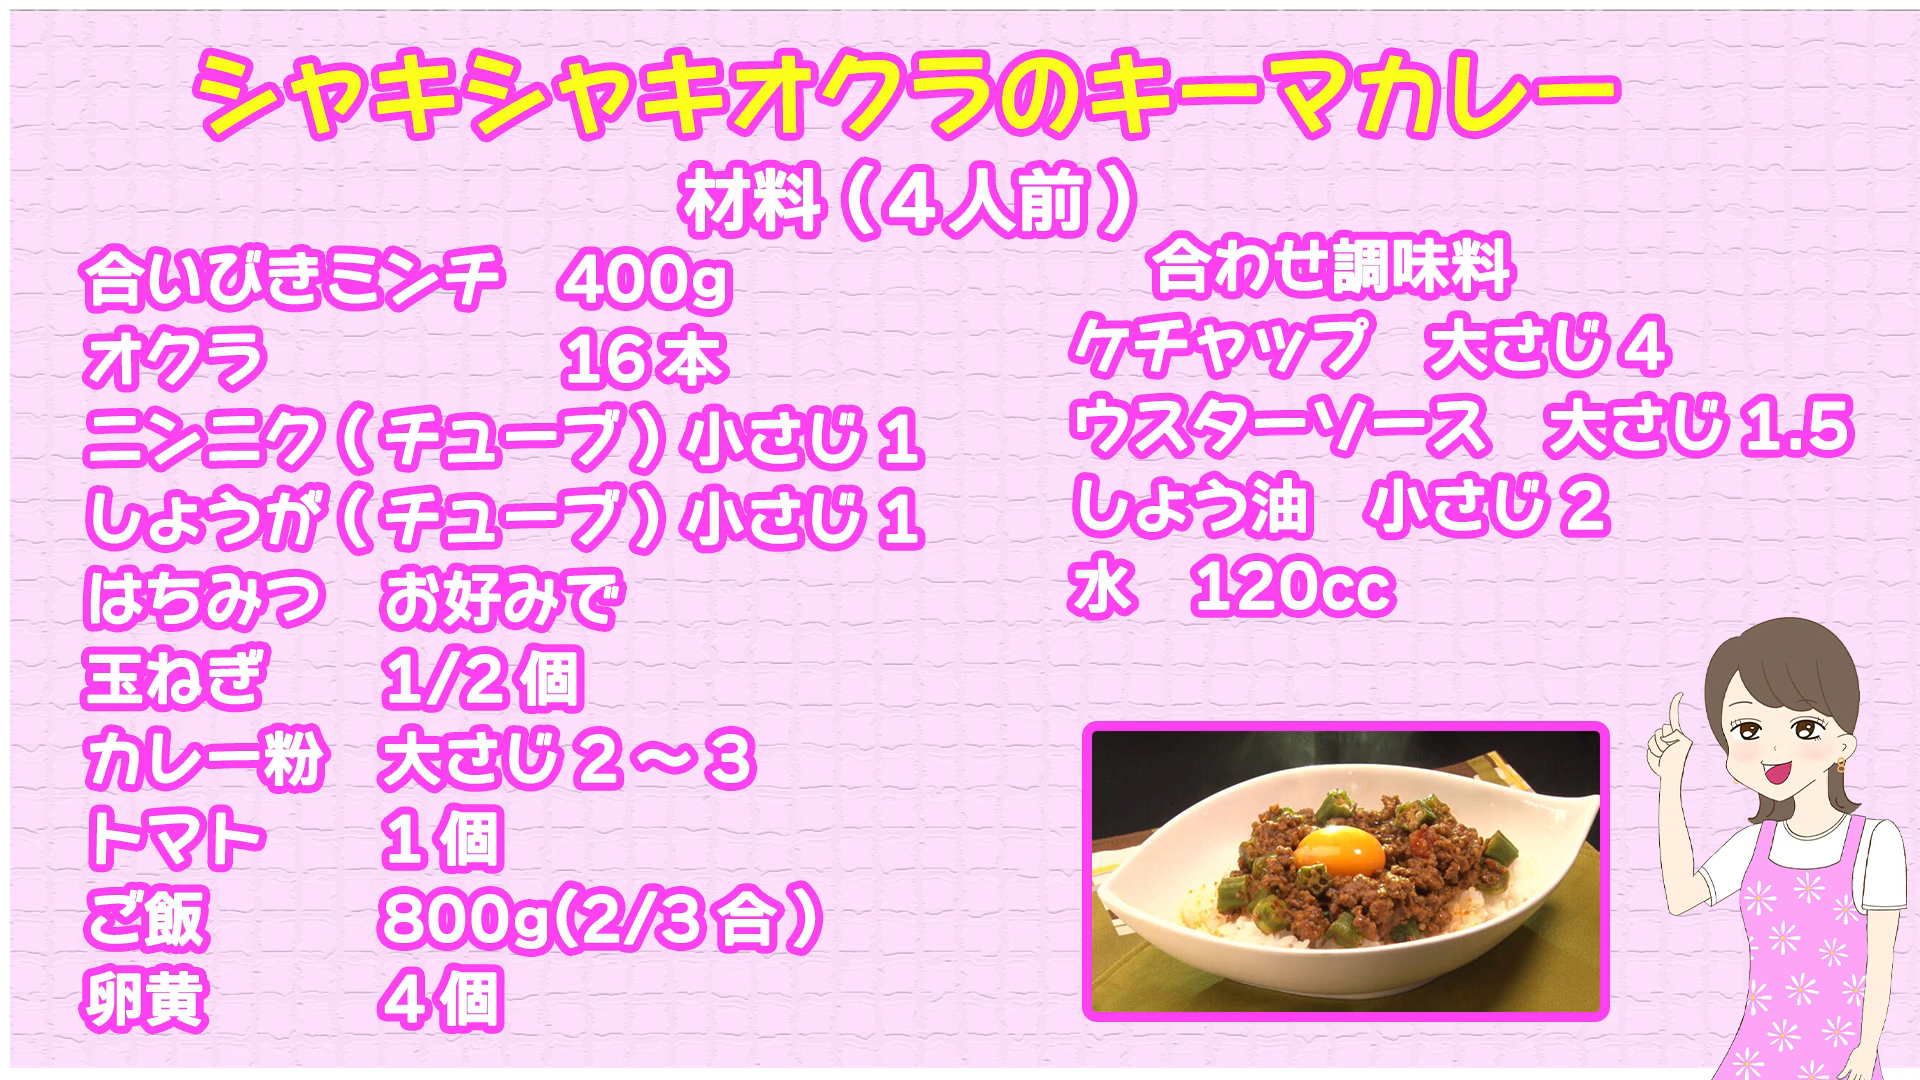 シャキシャキオクラのキーマカレー
材料(4人前)
合いびきミンチ　400g
オクラ　16本
ニンニク(チューブ)小さじ1
しょうが(チューブ)小さじ1
はちみつ　お好みで
玉ねぎ　1/2個
カレー粉　大さじ2～3
トマト　1個
ご飯　800g(2/3合)
卵黄　4個
合わせ調味料
ケチャップ　大さじ4
ウスターソース　大さじ1.5
しょう油　小さじ2
水　120cc